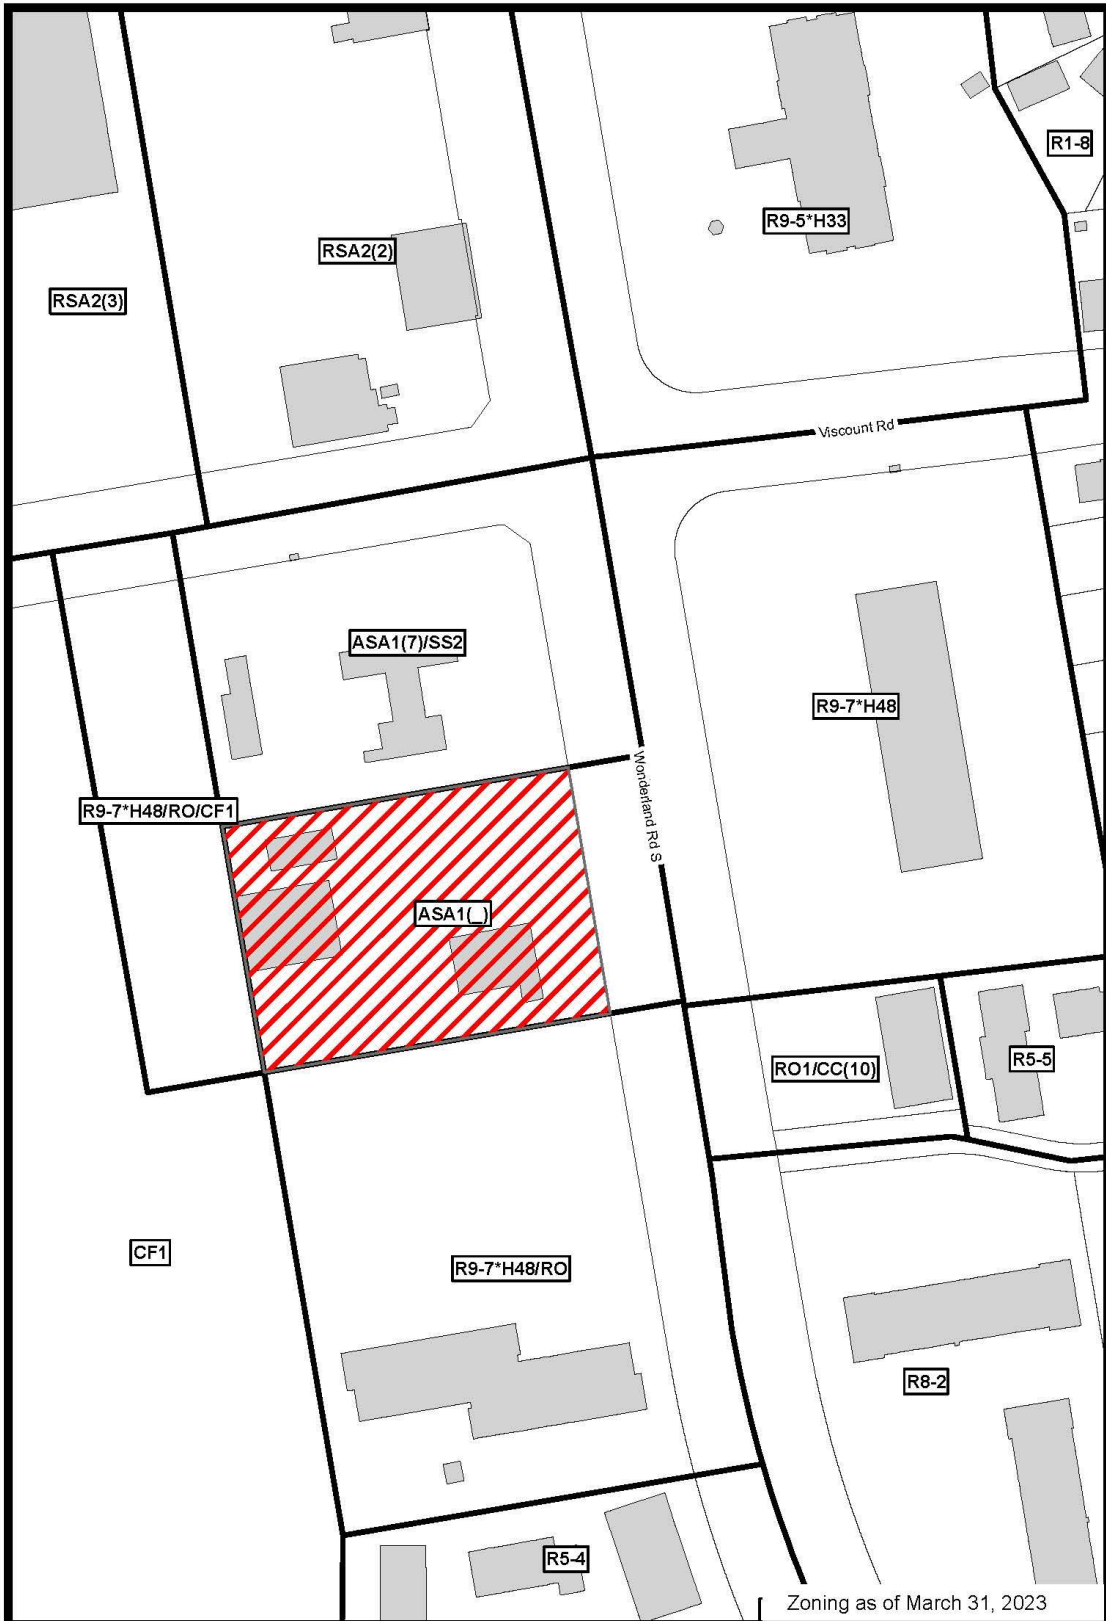 R1-8
R9-5*H33
RSA2(2)
RSA2(3)
Viscount Rd
ASA1(7)/SS2
R9-7*H48
Wonderland Rd S
R9-7*H48/RO/CF1
ASA1(_)
R5-5
RO1/CC(10)
CF1
R9-7*H48/RO
R8-2
R5-4
Zoning as of March 31, 2023